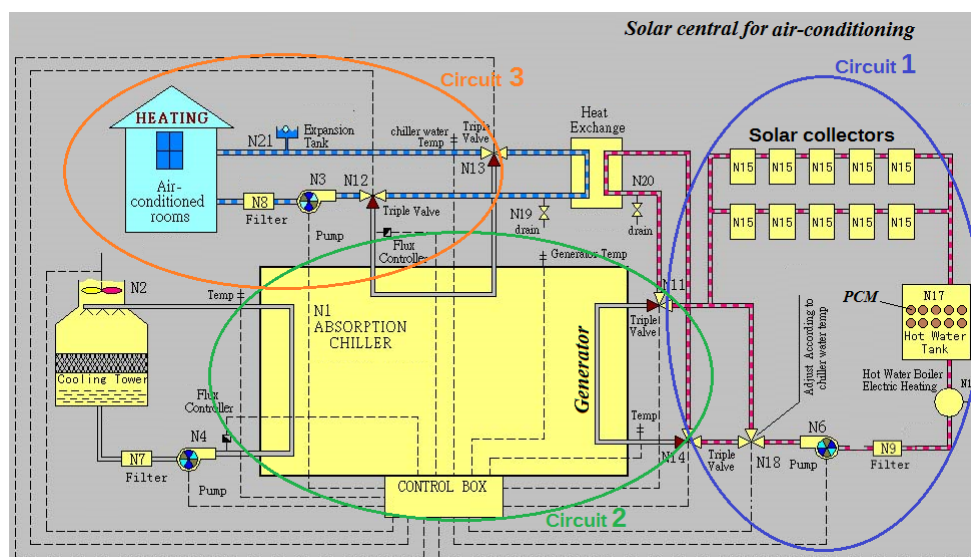 Solar central for air-conditioning
Circuit 3
Circuit 1
HEATING
Air-
conditioned
rooms
N21
Expansion
Tank
chiller water
Temp
Triple
Valve
N13
Heat
Exchange
Solar collectors
N15 N15 N15 N15 N15
N15 N15 N15 N15 N15
N8
Filter
N3
Pump
N12
Triple Valve
Flux
Controller
N19
drain
N20
drain
Generator Temp
N2
Temp
N1
ABSORPTION
CHILLER
Generator
N11
Triple
Valve
PCM
N17
Hot Water
Tank
Cooling Tower
Adjust According to
chiller water temp
Hot Water Boiler
Electric Heating
Flux
Controller
N4
N7
Filter
Pump
Temp
N14
Triple
Valve
N18
N6
Pump
N9
Filter
CONTROL BOX
Circuit 2